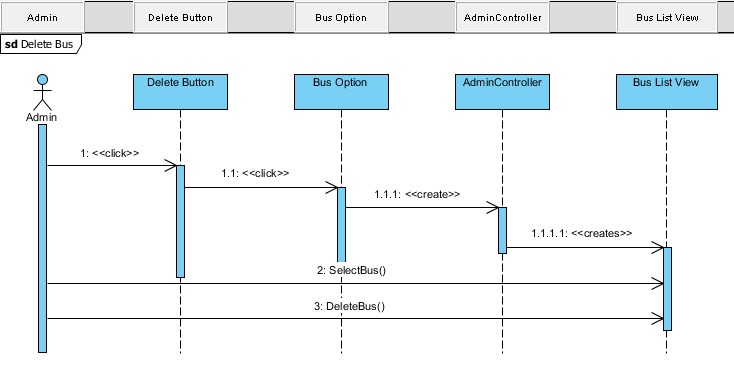 Admin
Delete Button
Bus Option
AdminController
Bus List View
sd Delete Bus
Delete Button
Bus Option
AdminController
Bus List View
Admin
1: <<click>>
1.1: <<click>>
1.1.1: <<create>>
1.1.1.1: <<creates>>
2: SelectBus()
3: DeleteBus()